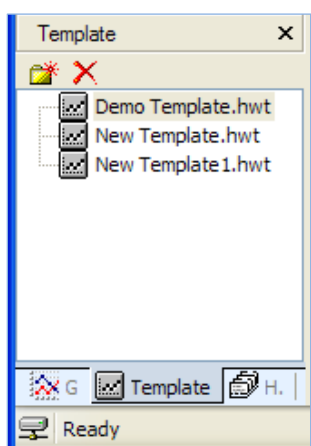 Template
Demo Template.hwt
New Template.hwt
New Template1.hwt
G Template H.
Ready